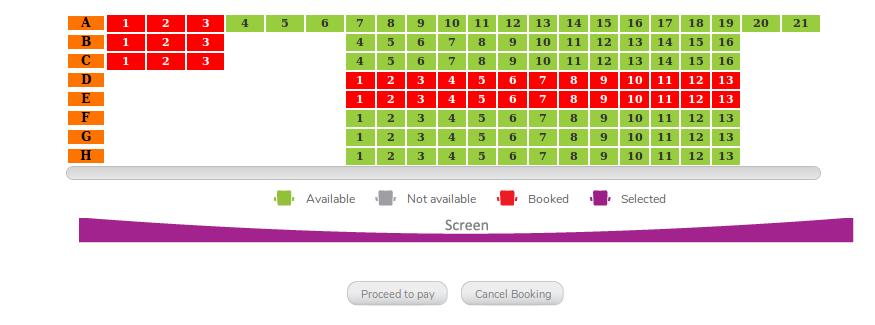 A 1 2 3 4 5 6 7 8 9 10 11 12 13 14 15 16 17 18 19 20 21
B 1 2 3 4 5 6 7 8 9 10 11 12 13 14 15 16
C 1 2 3 4 5 6 7 8 9 10 11 12 13 14 15 16
D 1 2 3 4 5 6 7 8 9 10 11 12 13
E 1 2 3 4 5 6 7 8 9 10 11 12 13
F 1 2 3 4 5 6 7 8 9 10 11 12 13
G 1 2 3 4 5 6 7 8 9 10 11 12 13
H 1 2 3 4 5 6 7 8 9 10 11 12 13
Available Not available Booked Selected
Screen
Proceed to pay Cancel Booking